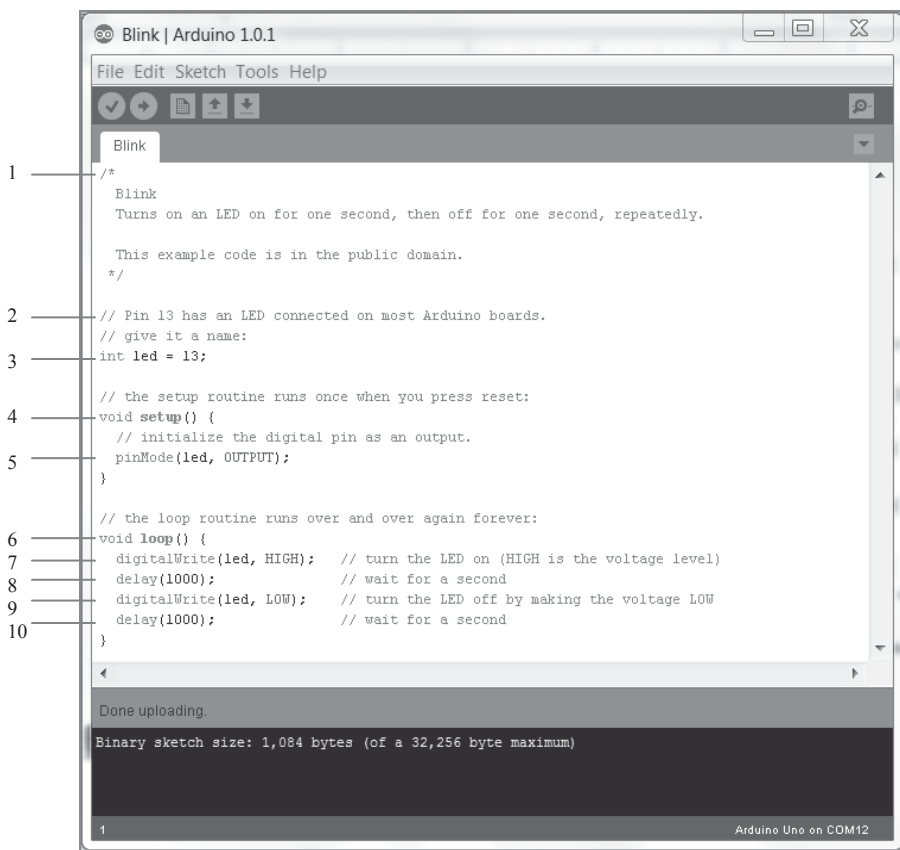 Blink | Arduino 1.0.1
File Edit Sketch Tools Help
Blink
1 /*
Blink
Turns on an LED on for one second, then off for one second, repeatedly.
This example code is in the public domain.
*/
2 // Pin 13 has an LED connected on most Arduino boards.
// give it a name:
3 int led = 13;
// the setup routine runs once when you press reset:
4 void setup() {
// initialize the digital pin as an output.
5 pinMode(led, OUTPUT);
}
// the loop routine runs over and over again forever:
6 void loop() {
7 digitalWrite(led, HIGH); // turn the LED on (HIGH is the voltage level)
8 delay(1000); // wait for a second
9 digitalWrite(led, LOW); // turn the LED off by making the voltage LOW
10 delay(1000); // wait for a second
}
Done uploading.
Binary sketch size: 1,084 bytes (of a 32,256 byte maximum)
1 Arduino Uno on COM12